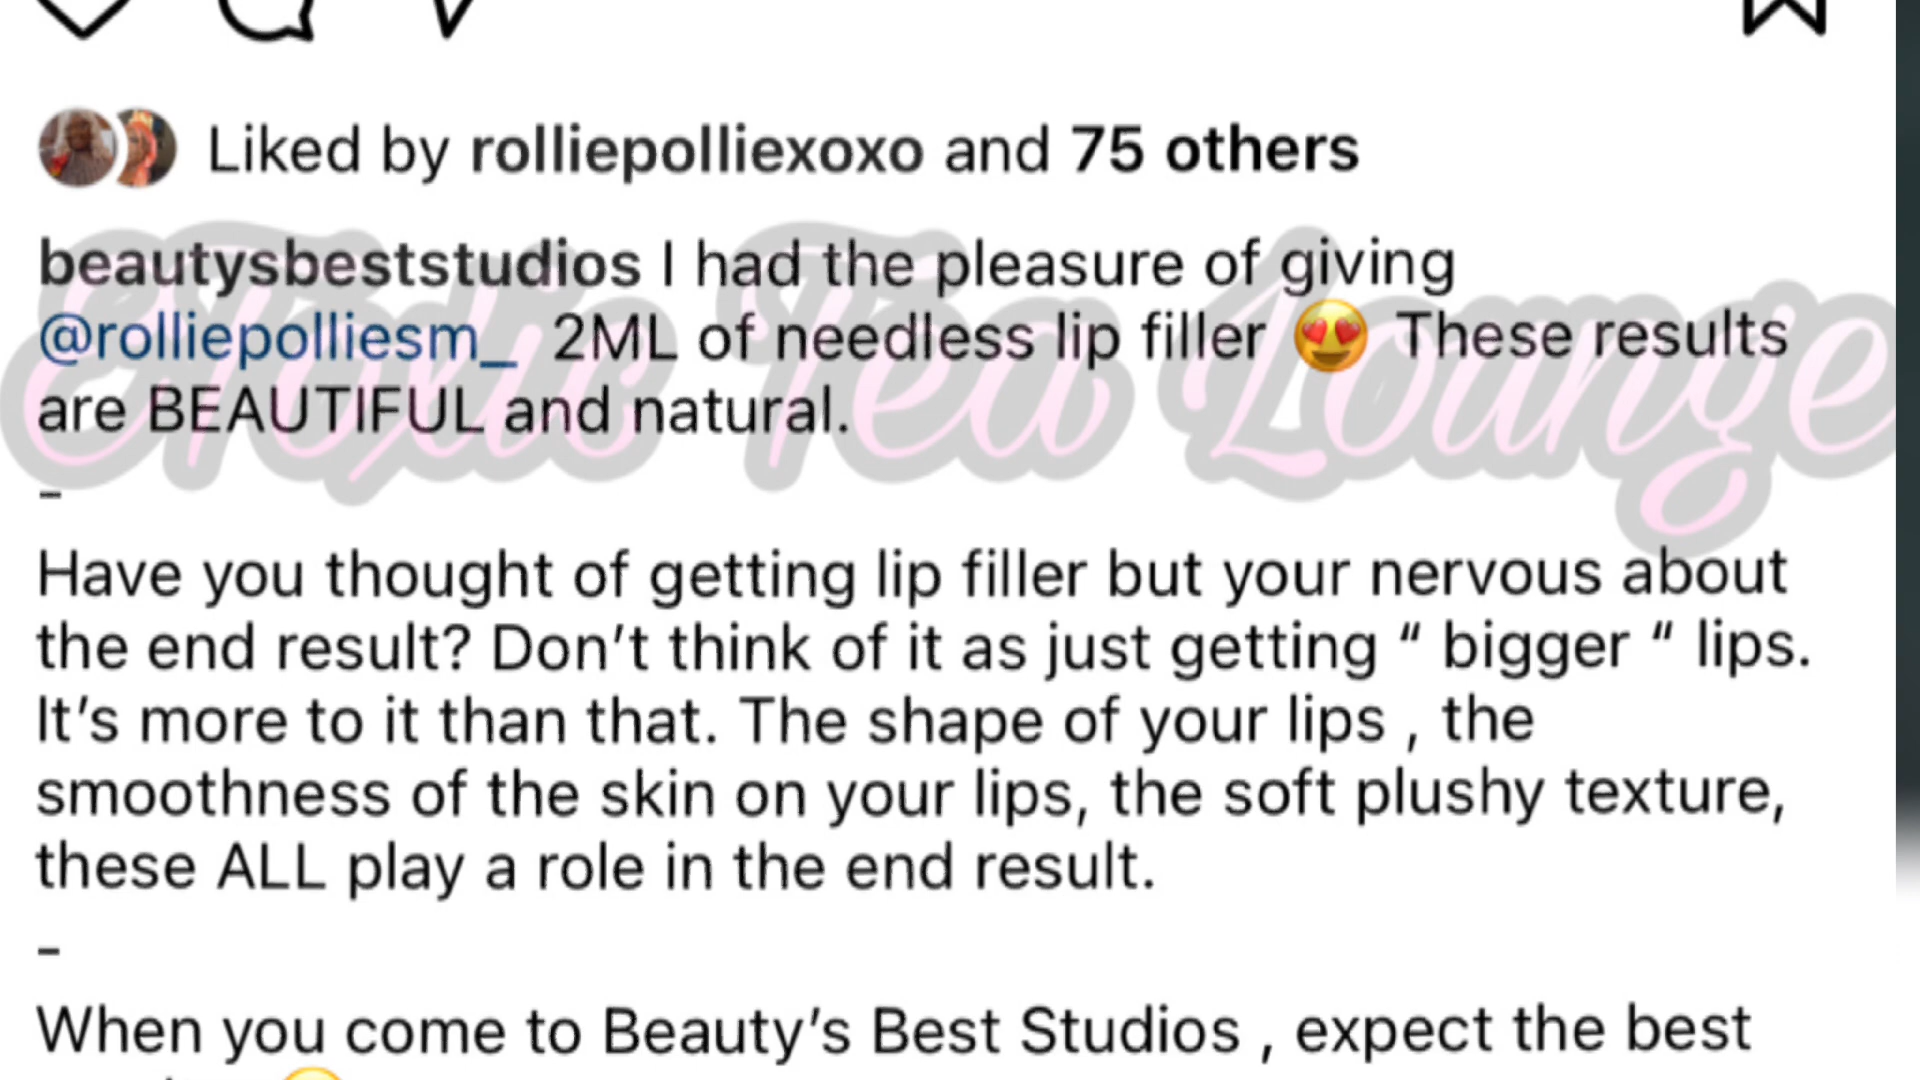 Liked by rolliepolliexoxo and 75 others
beautysbeststudios I had the pleasure of giving
@rolliepolliesm_ 2ML of needless lip filler 😍 These results
are BEAUTIFUL and natural.
Toxic Tea Lounge
-
Have you thought of getting lip filler but your nervous about
the end result? Don't think of it as just getting “ bigger “ lips.
It's more to it than that. The shape of your lips , the
smoothness of the skin on your lips, the soft plushy texture,
these ALL play a role in the end result.
-
When you come to Beauty's Best Studios , expect the best